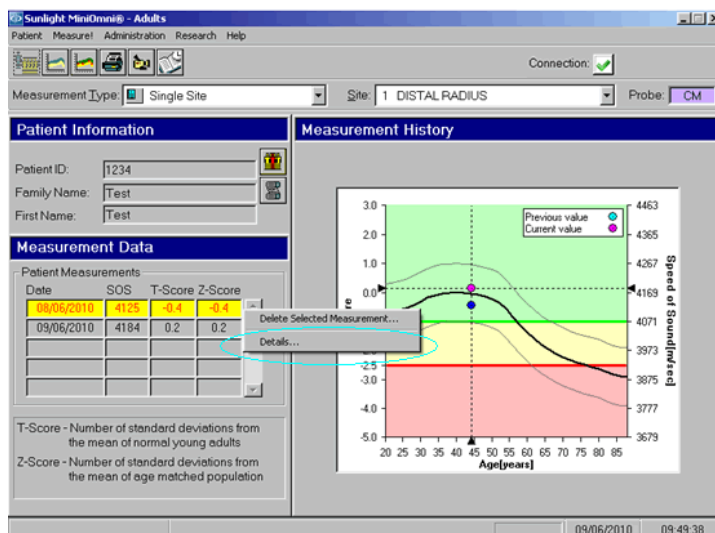 Sunlight MiniOmni® - Adults
Patient Measure! Administration Research Help
Connection:
Measurement Type: Single Site Site: 1 DISTAL RADIUS Probe: CM
Patient Information
Patient ID: 1234
Family Name: Test
First Name: Test
Measurement Data
Patient Measurements
Date SOS T-Score Z-Score
08/06/2010 4125 -0.4 -0.4
09/06/2010 4184 0.2 0.2
Delete Selected Measurement...
Details...
T-Score - Number of standard deviations from
the mean of normal young adults
Z-Score - Number of standard deviations from
the mean of age matched population
Measurement History
Previous value
Current value
3.0 4463
2.0 4365
1.0 4267
0.0 4169
4071
3973
-2.5 3875
-4.0 3777
-5.0 3679
Speed of Sound[m/sec]
20 25 30 35 40 45 50 55 60 65 70 75 80 85
Age[years]
09/06/2010 09:49:38